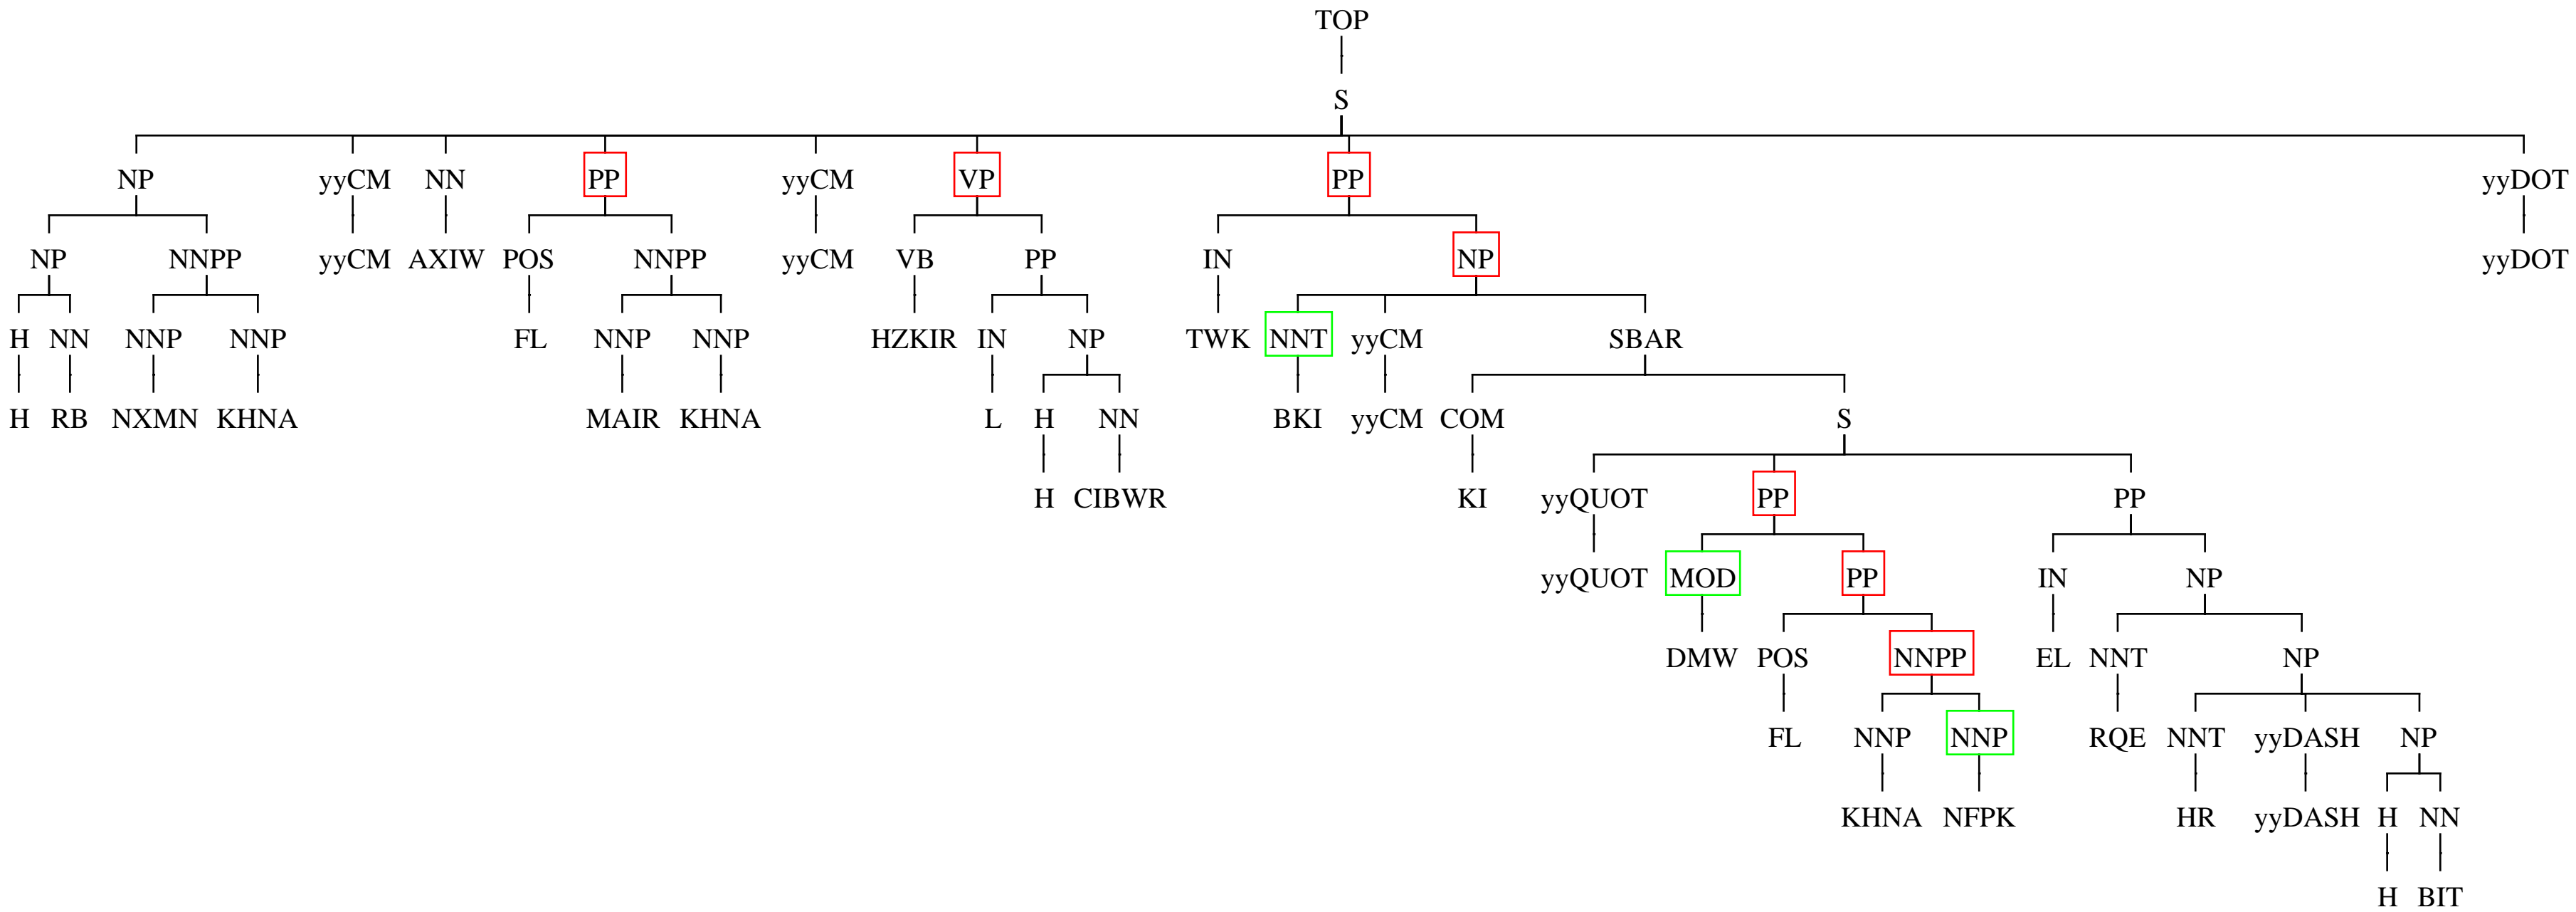 TOP
S
NP yyCM NN PP yyCM VP PP yyDOT
NP NNPP yyCM AXIW POS NNPP yyCM VB PP IN NP yyDOT
H NN NNP NNP FL NNP NNP HZKIR IN NP TWK NNT yyCM SBAR
H RB NXMN KHNA MAIR KHNA L H NN BKI yyCM COM S
H CIBWR KI yyQUOT PP PP
yyQUOT MOD PP IN NP
DMW POS NNPP EL NNT NP
FL NNP NNP RQE NNT yyDASH NP
KHNA NFPK HR yyDASH H NN
H BIT